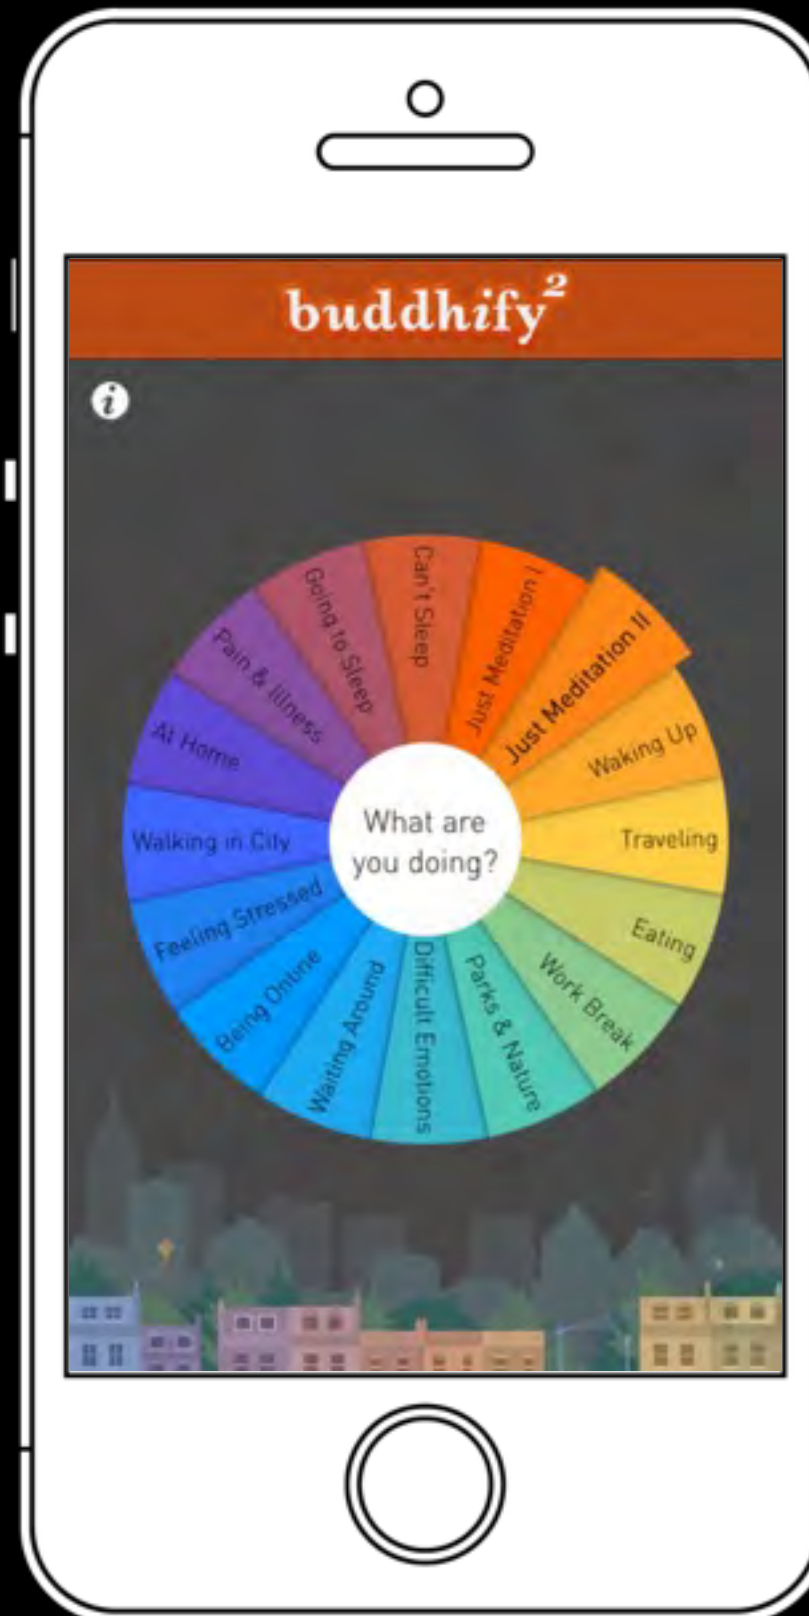 buddhify²
i
Can't Sleep
Just Meditation I
Just Meditation II
Waking Up
Traveling
Eating
Work Break
Parks & Nature
Difficult Emotions
Waiting Around
Being Online
Feeling Stressed
Walking in City
At Home
Pain & Illness
Going to Sleep
What are
you doing?